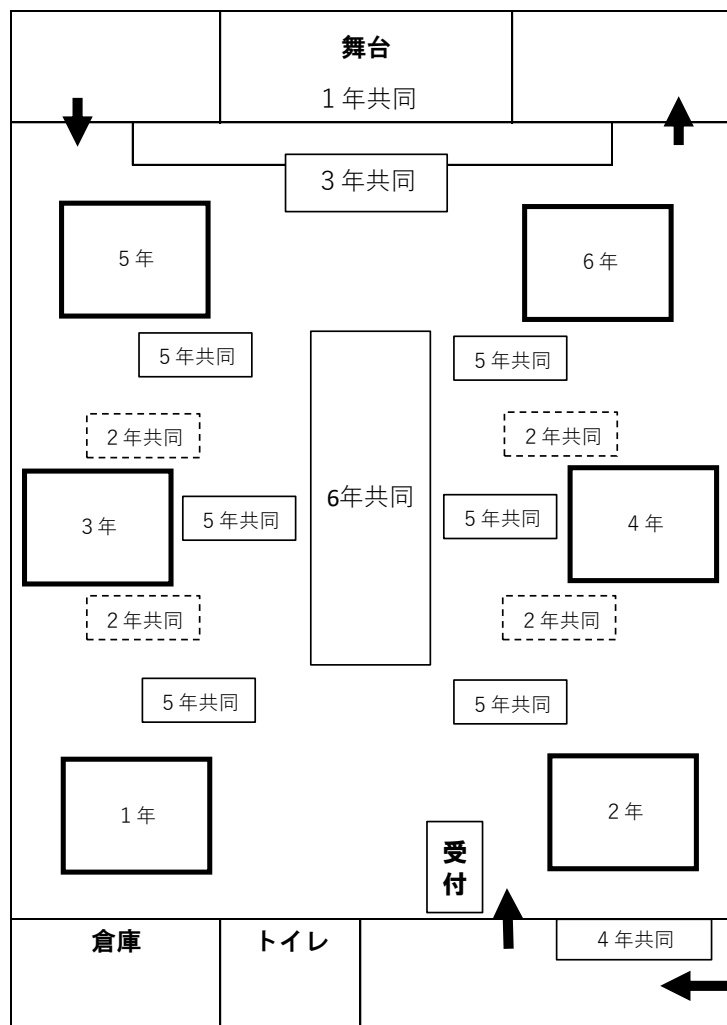 舞台
１年共同
３年共同
５年
６年
５年共同
５年共同
２年共同
２年共同
３年
５年共同
6年共同
５年共同
４年
２年共同
２年共同
５年共同
５年共同
１年
２年
受
付
倉庫
トイレ
４年共同